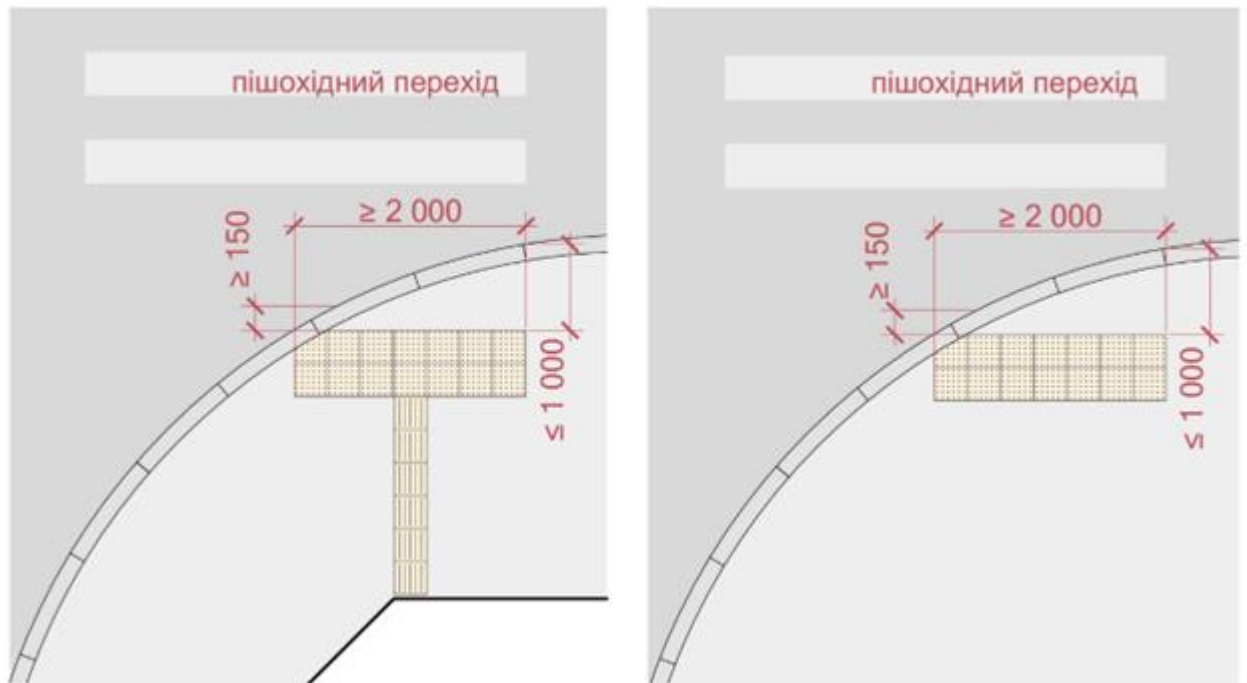 пішохідний перехід
≥ 2 000
≥ 150
≤ 1 000
пішохідний перехід
≥ 2 000
≥ 150
≤ 1 000